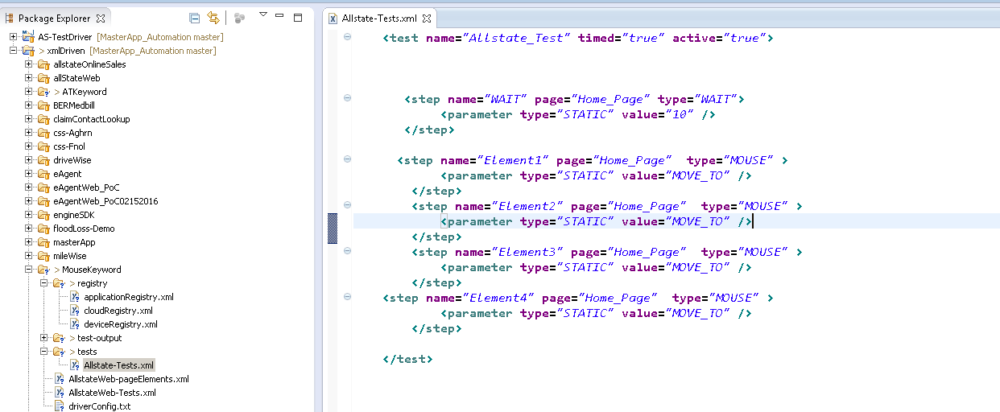 Package Explorer
AS-TestDriver [MasterApp_Automation master]
> xmlDriven [MasterApp_Automation master]
allstateOnlineSales
allStateWeb
> ATKeyword
BERMedbill
claimContactLookup
css-Aghrn
css-Fnol
driveWise
eAgent
eAgentWeb_PoC
eAgentWeb_PoC02152016
engineSDK
floodLoss-Demo
masterApp
mileWise
> MouseKeyword
> registry
applicationRegistry.xml
cloudRegistry.xml
deviceRegistry.xml
> test-output
> tests
Allstate-Tests.xml
AllstateWeb-pageElements.xml
AllstateWeb-Tests.xml
driverConfig.txt
Allstate-Tests.xml
<test name="Allstate_Test" timed="true" active="true">
<step name="WAIT" page="Home_Page" type="WAIT">
<parameter type="STATIC" value="10" />
</step>
<step name="Element1" page="Home_Page"  type="MOUSE" >
<parameter type="STATIC" value="MOVE_TO" />
</step>
<step name="Element2" page="Home_Page"  type="MOUSE" >
<parameter type="STATIC" value="MOVE_TO" />
</step>
<step name="Element3" page="Home_Page"  type="MOUSE" >
<parameter type="STATIC" value="MOVE_TO" />
</step>
<step name="Element4" page="Home_Page"  type="MOUSE" >
<parameter type="STATIC" value="MOVE_TO" />
</step>
</test>